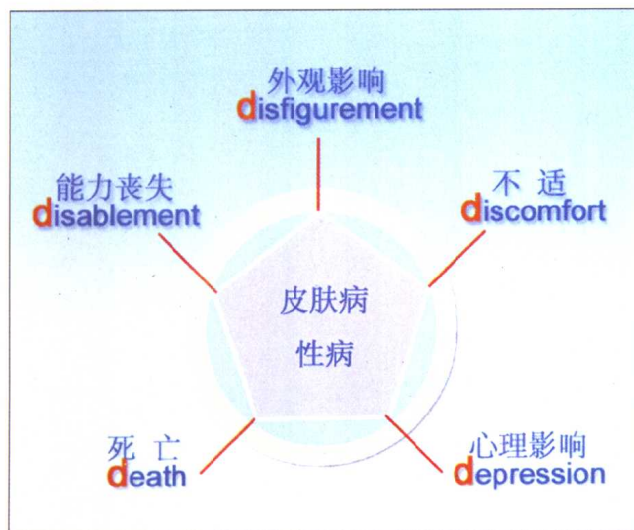 外观影响
disfigurement
能力丧失
disablement
不 适
discomfort
皮肤病
性病
死 亡
death
心理影响
depression